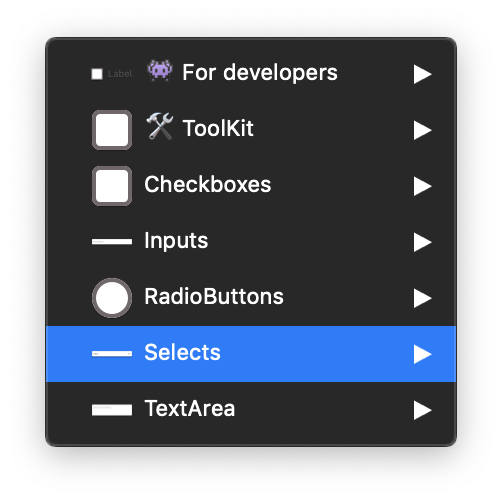 Label 👾 For developers
🛠 ToolKit
Checkboxes
Inputs
RadioButtons
Selects
TextArea